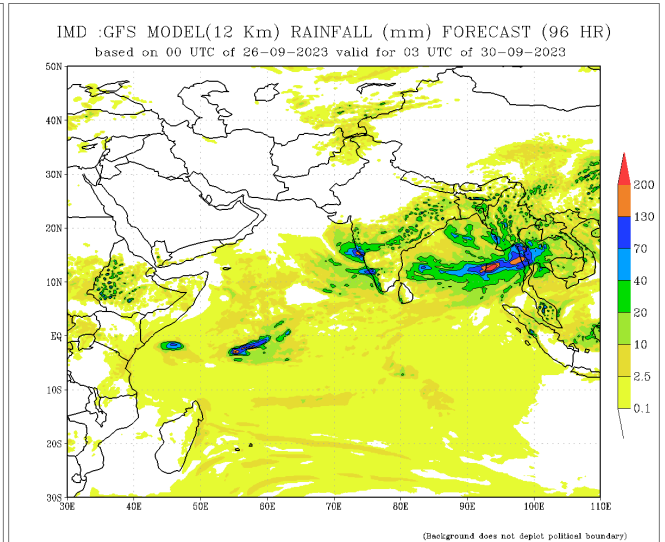 IMD :GFS MODEL(12 Km) RAINFALL (mm) FORECAST (96 HR)
based on 00 UTC of 26-09-2023 valid for 03 UTC of 30-09-2023
50N
40N
30N
20N
10N
EQ
10S
20S
30S
30E 40E 50E 60E 70E 80E 90E 100E 110E
200
130
70
40
20
10
2.5
0.1
(Background does not depict political boundary)